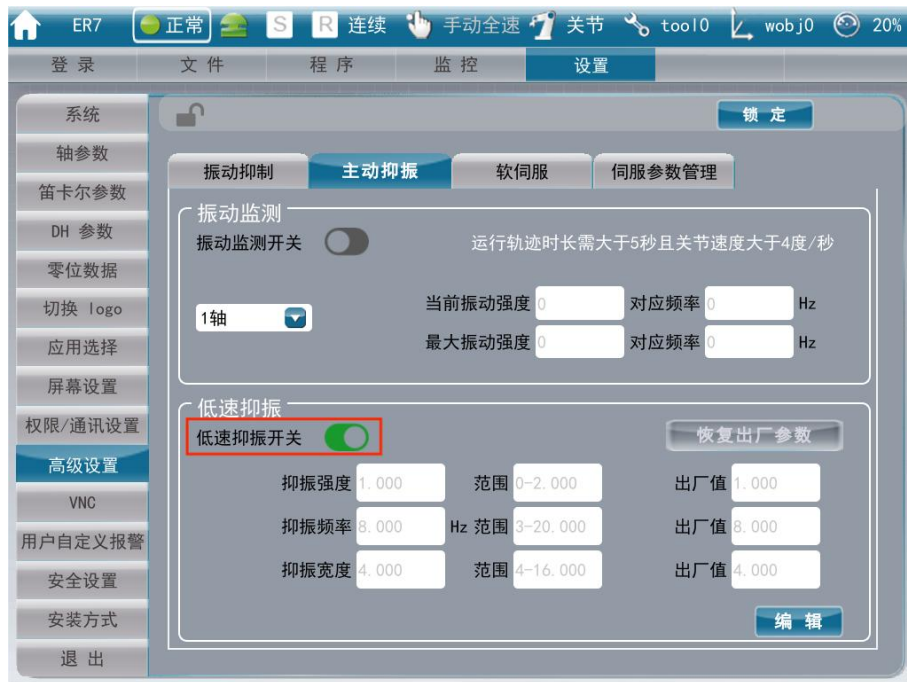 ER7 正常 S R 连续 手动全速 关节 tool0 wobj0 20%
登录 文件 程序 监控 设置
系统
轴参数
笛卡尔参数
DH 参数
零位数据
切换 logo
应用选择
屏幕设置
权限/通讯设置
高级设置
VNC
用户自定义报警
安全设置
安装方式
退出
锁定
振动抑制 主动抑振 软伺服 伺服参数管理
振动监测
振动监测开关 运行轨迹时长需大于5秒且关节速度大于4度/秒
1轴 当前振动强度 0 对应频率 0 Hz
最大振动强度 0 对应频率 0 Hz
低速抑振
低速抑振开关 恢复出厂参数
抑振强度 1.000 范围 0-2.000 出厂值 1.000
抑振频率 8.000 Hz 范围 3-20.000 出厂值 8.000
抑振宽度 4.000 范围 4-16.000 出厂值 4.000
编辑